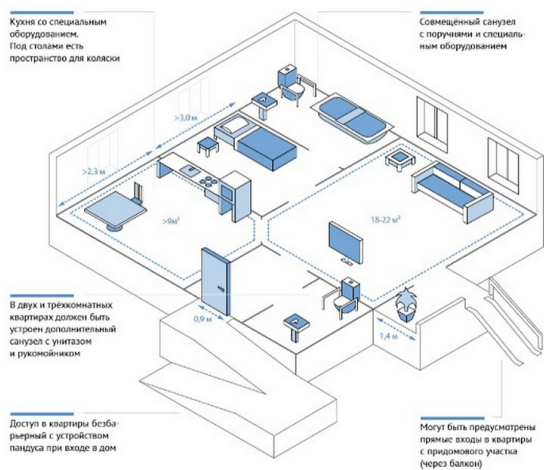 Кухня со специальным
оборудованием.
Под столами есть
пространство для коляски
Совмещённый санузел
с поручнями и специаль-
ным оборудованием
>3,0 м
>2,3 м
>9м²
18-22 м²
0,9 м
1,4 м
В двух и трёхкомнатных
квартирах должен быть
устроен дополнительный
санузел с унитазом
и рукомойником
Доступ в квартиры безба-
рьерный с устройством
пандуса при входе в дом
Могут быть предусмотрены
прямые входы в квартиры
с придомового участка
(через балкон)